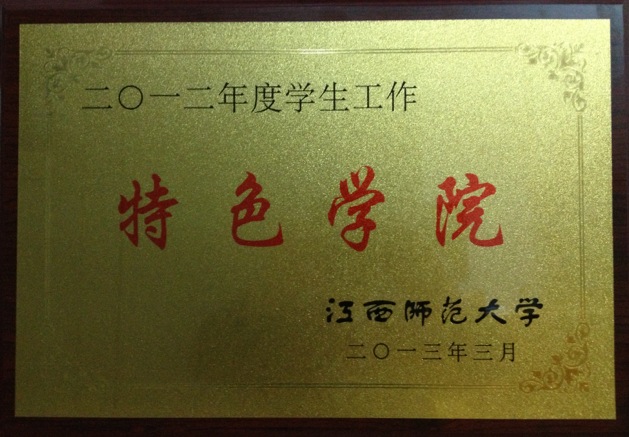 二〇一二年度学生工作
特色学院
江西师范大学
二〇一三年三月